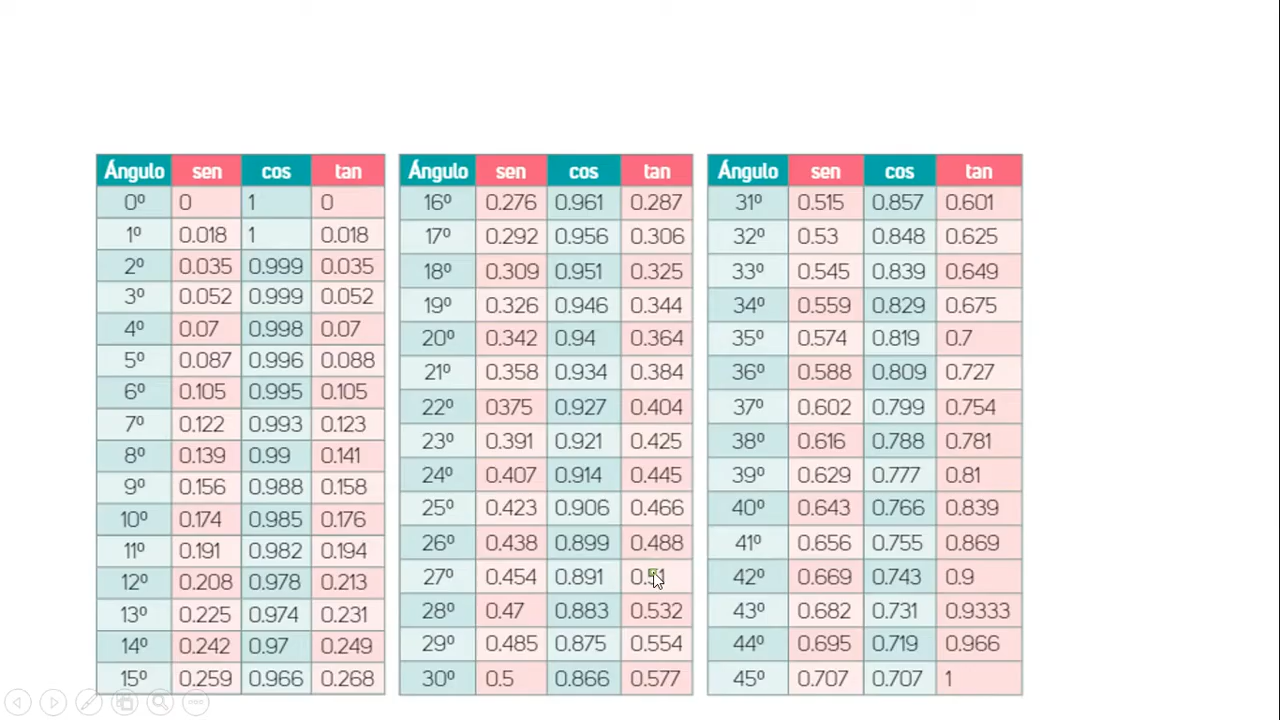 Ángulo sen cos tan
0º 0 1 0
1º 0.018 1 0.018
2º 0.035 0.999 0.035
3º 0.052 0.999 0.052
4º 0.07 0.998 0.07
5º 0.087 0.996 0.088
6º 0.105 0.995 0.105
7º 0.122 0.993 0.123
8º 0.139 0.99 0.141
9º 0.156 0.988 0.158
10º 0.174 0.985 0.176
11º 0.191 0.982 0.194
12º 0.208 0.978 0.213
13º 0.225 0.974 0.231
14º 0.242 0.97 0.249
15º 0.259 0.966 0.268
Ángulo sen cos tan
16º 0.276 0.961 0.287
17º 0.292 0.956 0.306
18º 0.309 0.951 0.325
19º 0.326 0.946 0.344
20º 0.342 0.94 0.364
21º 0.358 0.934 0.384
22º 0375 0.927 0.404
23º 0.391 0.921 0.425
24º 0.407 0.914 0.445
25º 0.423 0.906 0.466
26º 0.438 0.899 0.488
27º 0.454 0.891
28º 0.47 0.883 0.532
29º 0.485 0.875 0.554
30º 0.5 0.866 0.577
Ángulo sen cos tan
31º 0.515 0.857 0.601
32º 0.53 0.848 0.625
33º 0.545 0.839 0.649
34º 0.559 0.829 0.675
35º 0.574 0.819 0.7
36º 0.588 0.809 0.727
37º 0.602 0.799 0.754
38º 0.616 0.788 0.781
39º 0.629 0.777 0.81
40º 0.643 0.766 0.839
41º 0.656 0.755 0.869
42º 0.669 0.743 0.9
43º 0.682 0.731 0.9333
44º 0.695 0.719 0.966
45º 0.707 0.707 1